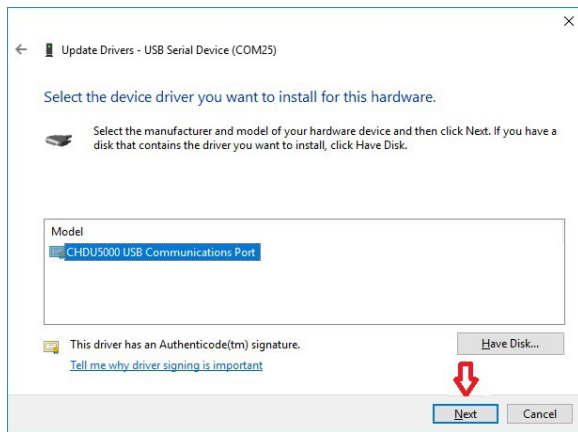 Update Drivers - USB Serial Device (COM25)
Select the device driver you want to install for this hardware.
Select the manufacturer and model of your hardware device and then click Next. If you have a
disk that contains the driver you want to install, click Have Disk.
Model
CHDU5000 USB Communications Port
This driver has an Authenticode(tm) signature.
Have Disk...
Tell me why driver signing is important
Next
Cancel